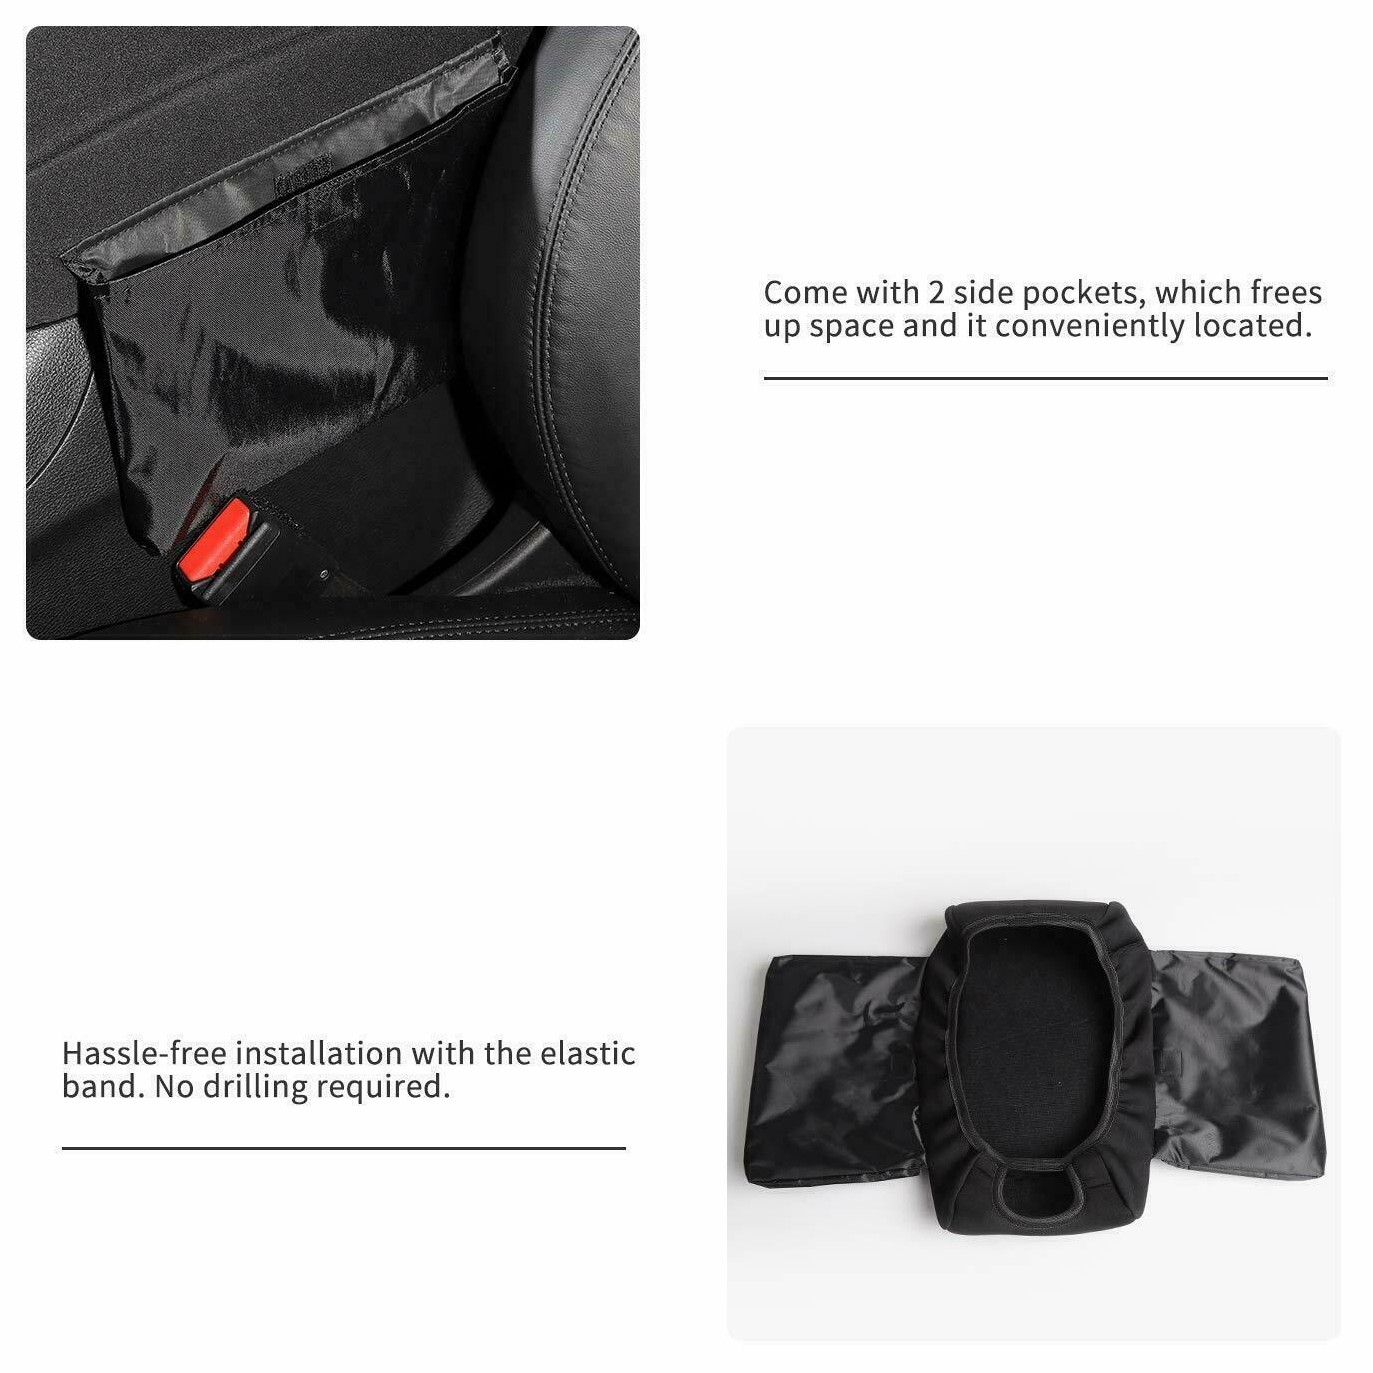 Come with 2 side pockets, which frees
up space and it conveniently located.
Hassle-free installation with the elastic
band. No drilling required.